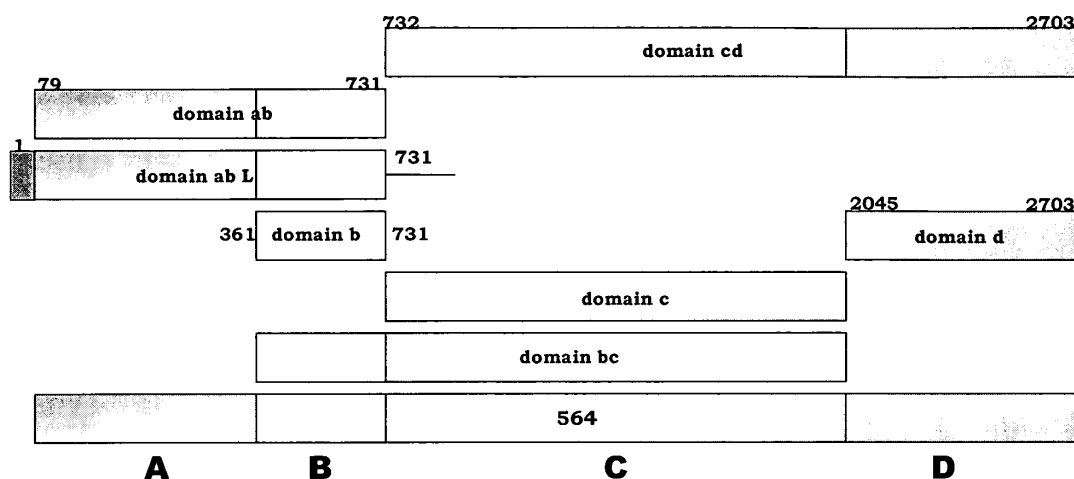 732 2703
domain cd
79 731
domain ab
1
731
domain ab L
2045 2703
361 domain b 731
domain d
domain c
domain bc
564
A B C D